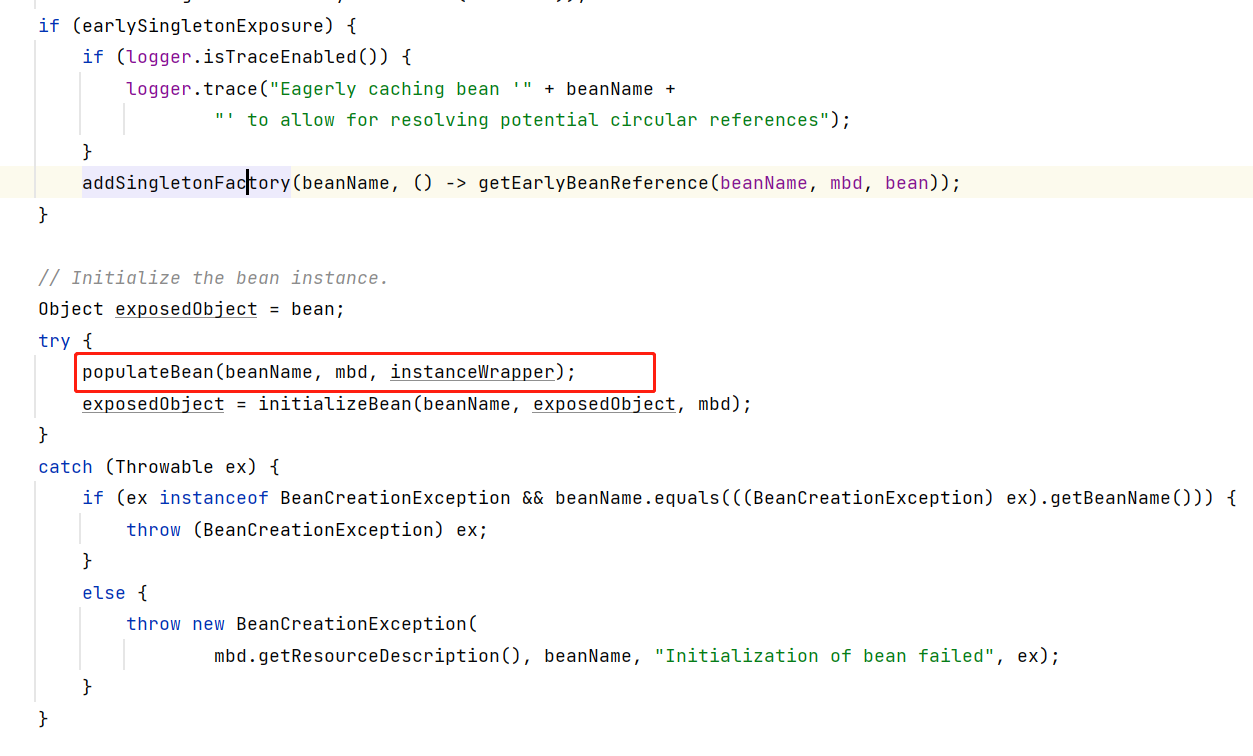 if (earlySingletonExposure) {
    if (logger.isTraceEnabled()) {
        logger.trace("Eagerly caching bean '" + beanName +
                "' to allow for resolving potential circular references");
    }
    addSingletonFactory(beanName, () -> getEarlyBeanReference(beanName, mbd, bean));
}
// Initialize the bean instance.
Object exposedObject = bean;
try {
    populateBean(beanName, mbd, instanceWrapper);
    exposedObject = initializeBean(beanName, exposedObject, mbd);
}
catch (Throwable ex) {
    if (ex instanceof BeanCreationException && beanName.equals(((BeanCreationException) ex).getBeanName())) {
        throw (BeanCreationException) ex;
    }
    else {
        throw new BeanCreationException(
                mbd.getResourceDescription(), beanName, "Initialization of bean failed", ex);
    }
}